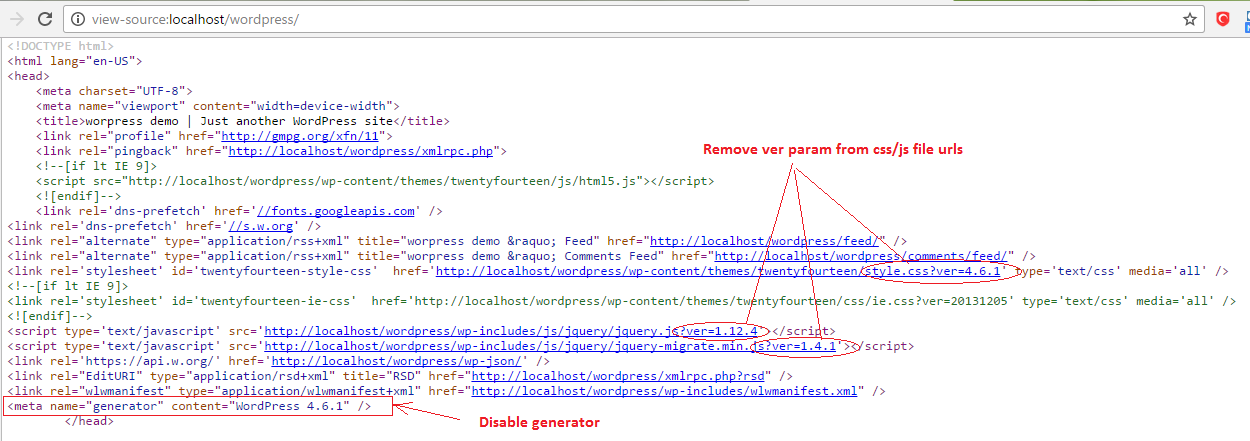 view-source:localhost/wordpress/
<!DOCTYPE html>
<html lang="en-US">
<head>
<meta charset="UTF-8">
<meta name="viewport" content="width=device-width">
<title>worpress demo | Just another WordPress site</title>
<link rel="profile" href="http://gmpg.org/xfn/11">
<link rel="pingback" href="http://localhost/wordpress/xmlrpc.php">
Remove ver param from css/js file urls
<!--[if lt IE 9]>
<script src="http://localhost/wordpress/wp-content/themes/twentyfourteen/js/html5.js"></script>
<![endif]-->
<link rel='dns-prefetch' href='//fonts.googleapis.com' />
<link rel='dns-prefetch' href='//s.w.org' />
<link rel="alternate" type="application/rss+xml" title="worpress demo &raquo; Feed" href="http://localhost/wordpress/feed/" />
<link rel="alternate" type="application/rss+xml" title="worpress demo &raquo; Comments Feed" href="http://localhost/wordpress/comments/feed/" />
<link rel='stylesheet' id='twentyfourteen-style-css'  href='http://localhost/wordpress/wp-content/themes/twentyfourteen/style.css?ver=4.6.1' type='text/css' media='all' />
<!--[if lt IE 9]>
<link rel='stylesheet' id='twentyfourteen-ie-css'  href='http://localhost/wordpress/wp-content/themes/twentyfourteen/css/ie.css?ver=20131205' type='text/css' media='all' />
<![endif]-->
<script type='text/javascript' src='http://localhost/wordpress/wp-includes/js/jquery/jquery.js?ver=1.12.4'></script>
<script type='text/javascript' src='http://localhost/wordpress/wp-includes/js/jquery/jquery-migrate.min.js?ver=1.4.1'></script>
<link rel='https://api.w.org/' href='http://localhost/wordpress/wp-json/' />
<link rel="EditURI" type="application/rsd+xml" title="RSD" href="http://localhost/wordpress/xmlrpc.php?rsd" />
<link rel="wlwmanifest" type="application/wlwmanifest+xml" href="http://localhost/wordpress/wp-includes/wlwmanifest.xml" />
<meta name="generator" content="WordPress 4.6.1" />
</head>
Disable generator